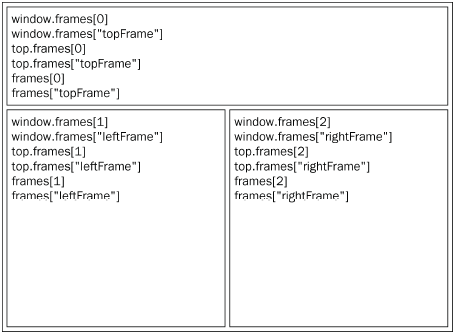 window.frames[0]
window.frames["topFrame"]
top.frames[0]
top.frames["topFrame"]
frames[0]
frames["topFrame"]
window.frames[1]
window.frames["leftFrame"]
top.frames[1]
top.frames["leftFrame"]
frames[1]
frames["leftFrame"]
window.frames[2]
window.frames["rightFrame"]
top.frames[2]
top.frames["rightFrame"]
frames[2]
frames["rightFrame"]